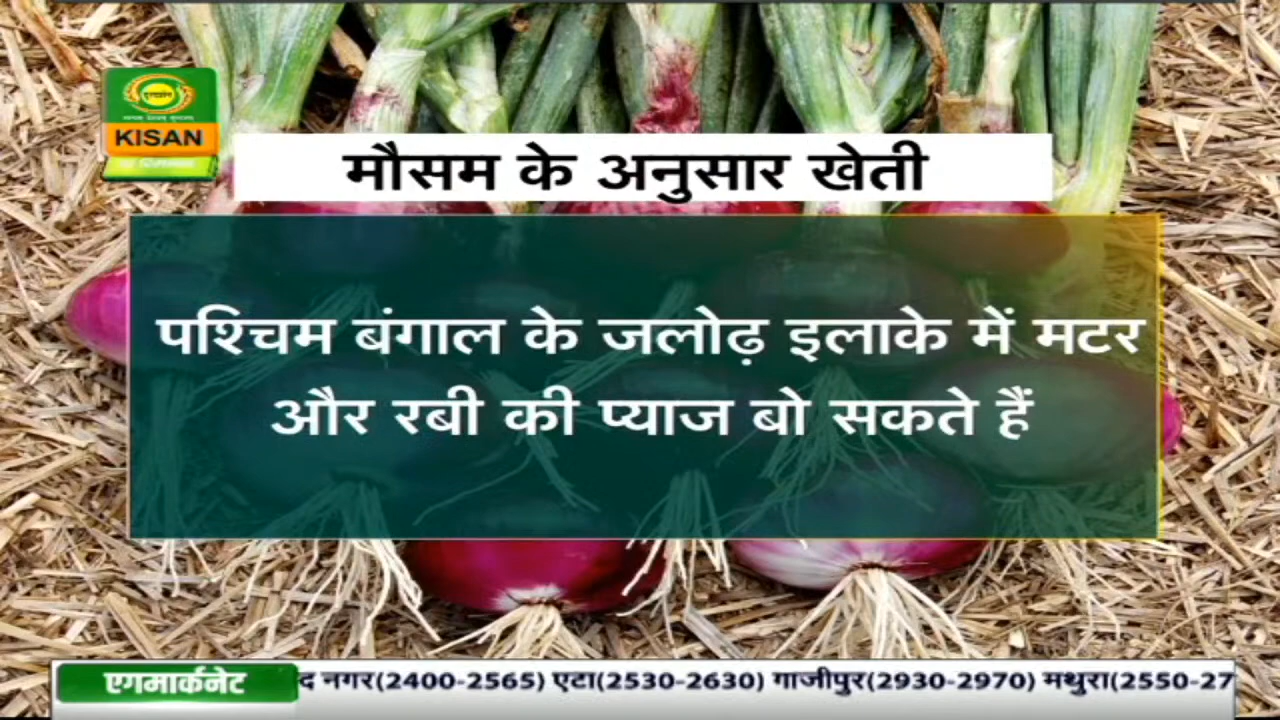 KISAN
मौसम के अनुसार खेती
पश्चिम बंगाल के जलोढ़ इलाके में मटर
और रबी की प्याज बो सकते हैं
एगमार्कनेट
द नगर(2400-2565) एटा(2530-2630) गाजीपुर(2930-2970) मथुरा(2550-27